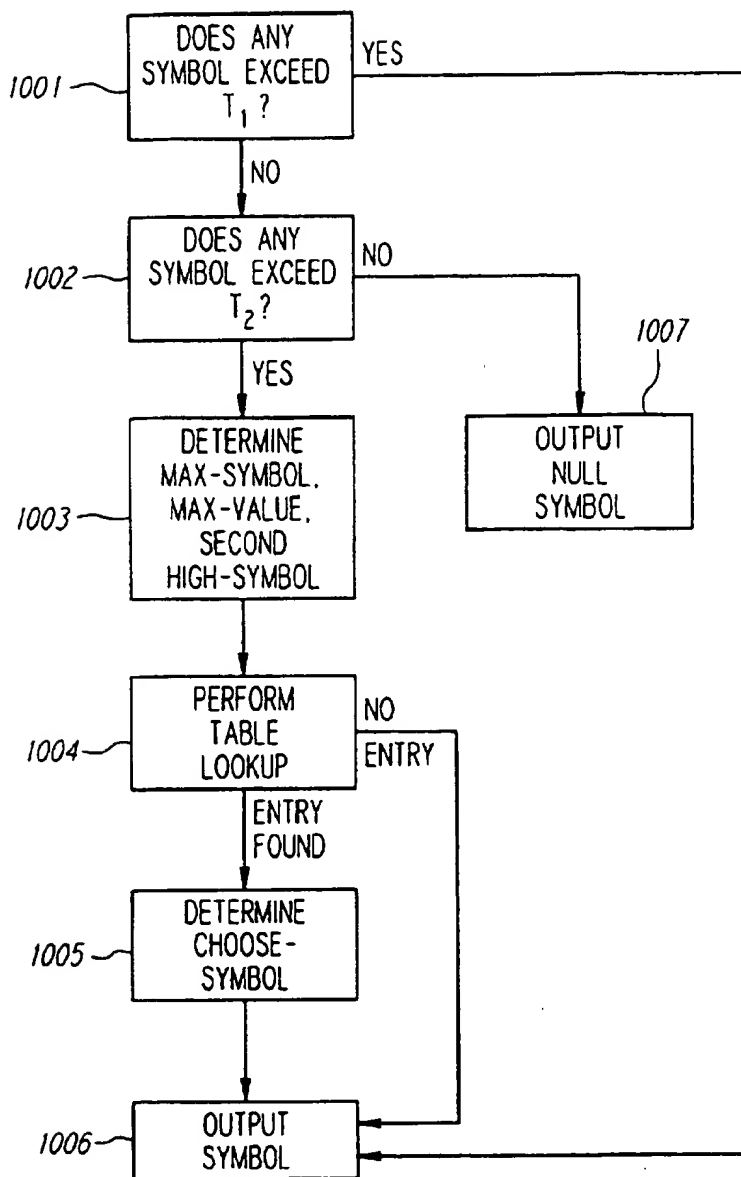 DOES ANY
SYMBOL EXCEED
T1?
YES
1001
NO
DOES ANY
SYMBOL EXCEED
T2?
NO
1002
YES
1007
DETERMINE
MAX-SYMBOL,
MAX-VALUE,
SECOND
HIGH-SYMBOL
1003
OUTPUT
NULL
SYMBOL
PERFORM
TABLE
LOOKUP
1004
NO
ENTRY
ENTRY
FOUND
DETERMINE
CHOOSE-
SYMBOL
1005
OUTPUT
SYMBOL
1006